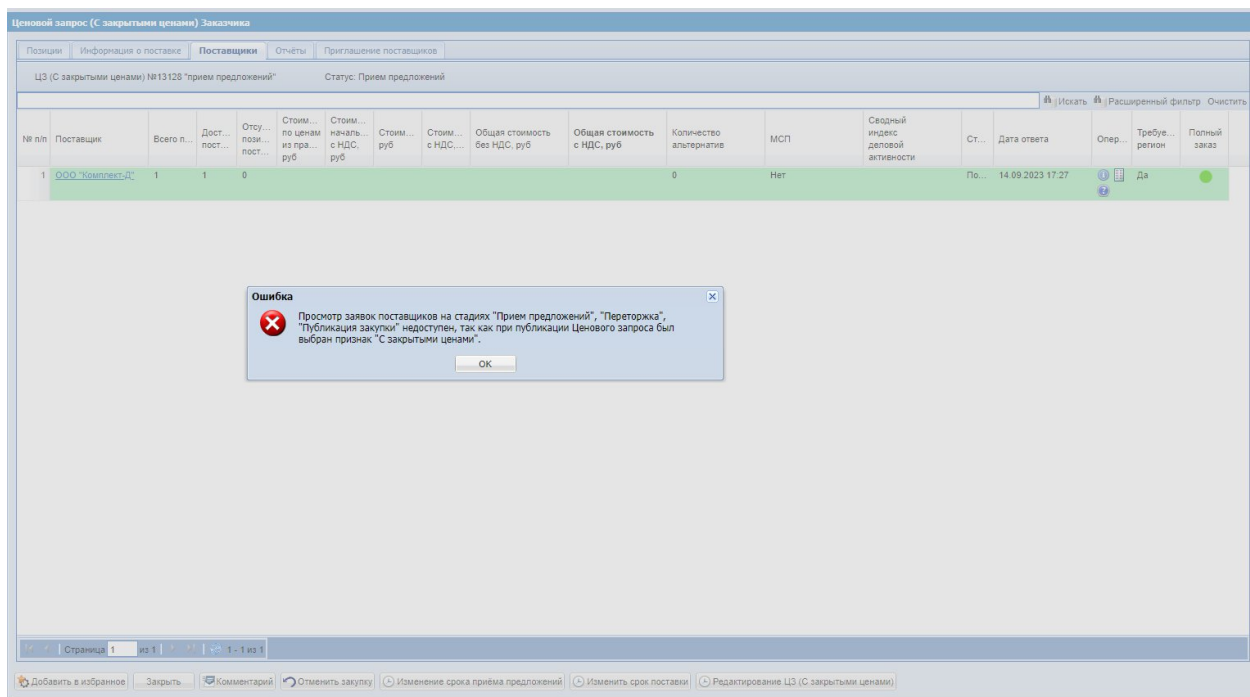 Ценовой запрос (С закрытыми ценами) Заказчика
Позиции Информация о поставке Поставщики Отчёты Приглашение поставщиков
ЦЗ (С закрытыми ценами) №13128 "прием предложений" Статус: Прием предложений
Искать Расширенный фильтр Очистить
№ п/п Поставщик Всего п... Дост... пост... Отсу... пози... пост... Стоим... по ценам из пра... руб Стоим... началь... с НДС, руб Стоим... руб Стоим... с НДС,... Общая стоимость без НДС, руб Общая стоимость с НДС, руб Количество альтернатив МСП Сводный индекс деловой активности Ст... Дата ответа Опер... Требуе... регион Полный заказ
1 ООО "Комплект-Д" 1 1 0 0 Нет По... 14.09.2023 17:27 Да
Ошибка
Просмотр заявок поставщиков на стадиях "Прием предложений", "Переторжка",
"Публикация закупки" недоступен, так как при публикации Ценового запроса был
выбран признак "С закрытыми ценами".
OK
Страница 1 из 1 1 - 1 из 1
Добавить в избранное Закрыть Комментарий Отменить закупку Изменение срока приёма предложений Изменить срок поставки Редактирование ЦЗ (С закрытыми ценами)